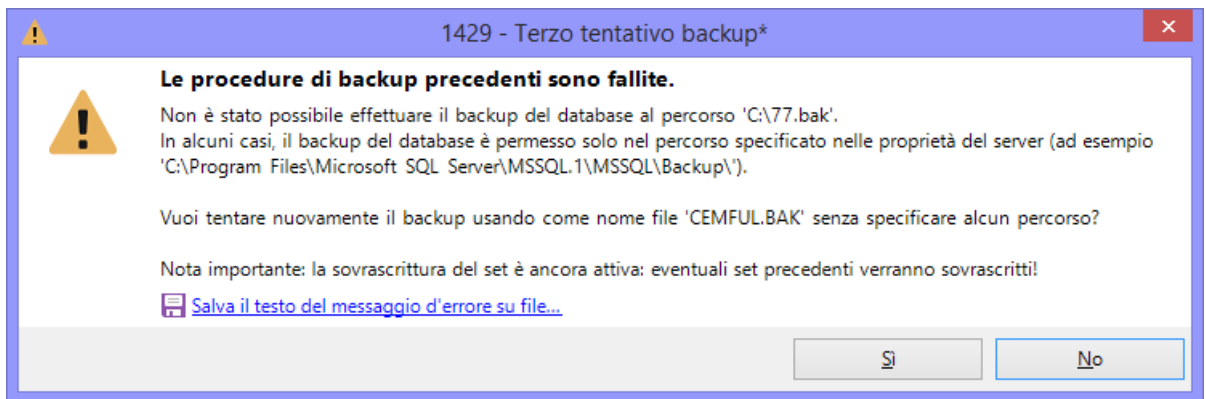 1429 - Terzo tentativo backup*
Le procedure di backup precedenti sono fallite.
Non è stato possibile effettuare il backup del database al percorso 'C:\77.bak'.
In alcuni casi, il backup del database è permesso solo nel percorso specificato nelle proprietà del server (ad esempio
'C:\Program Files\Microsoft SQL Server\MSSQL.1\MSSQL\Backup\').
Vuoi tentare nuovamente il backup usando come nome file 'CEMFUL.BAK' senza specificare alcun percorso?
Nota importante: la sovrascrittura del set è ancora attiva: eventuali set precedenti verranno sovrascritti!
Salva il testo del messaggio d'errore su file...
Sì
No